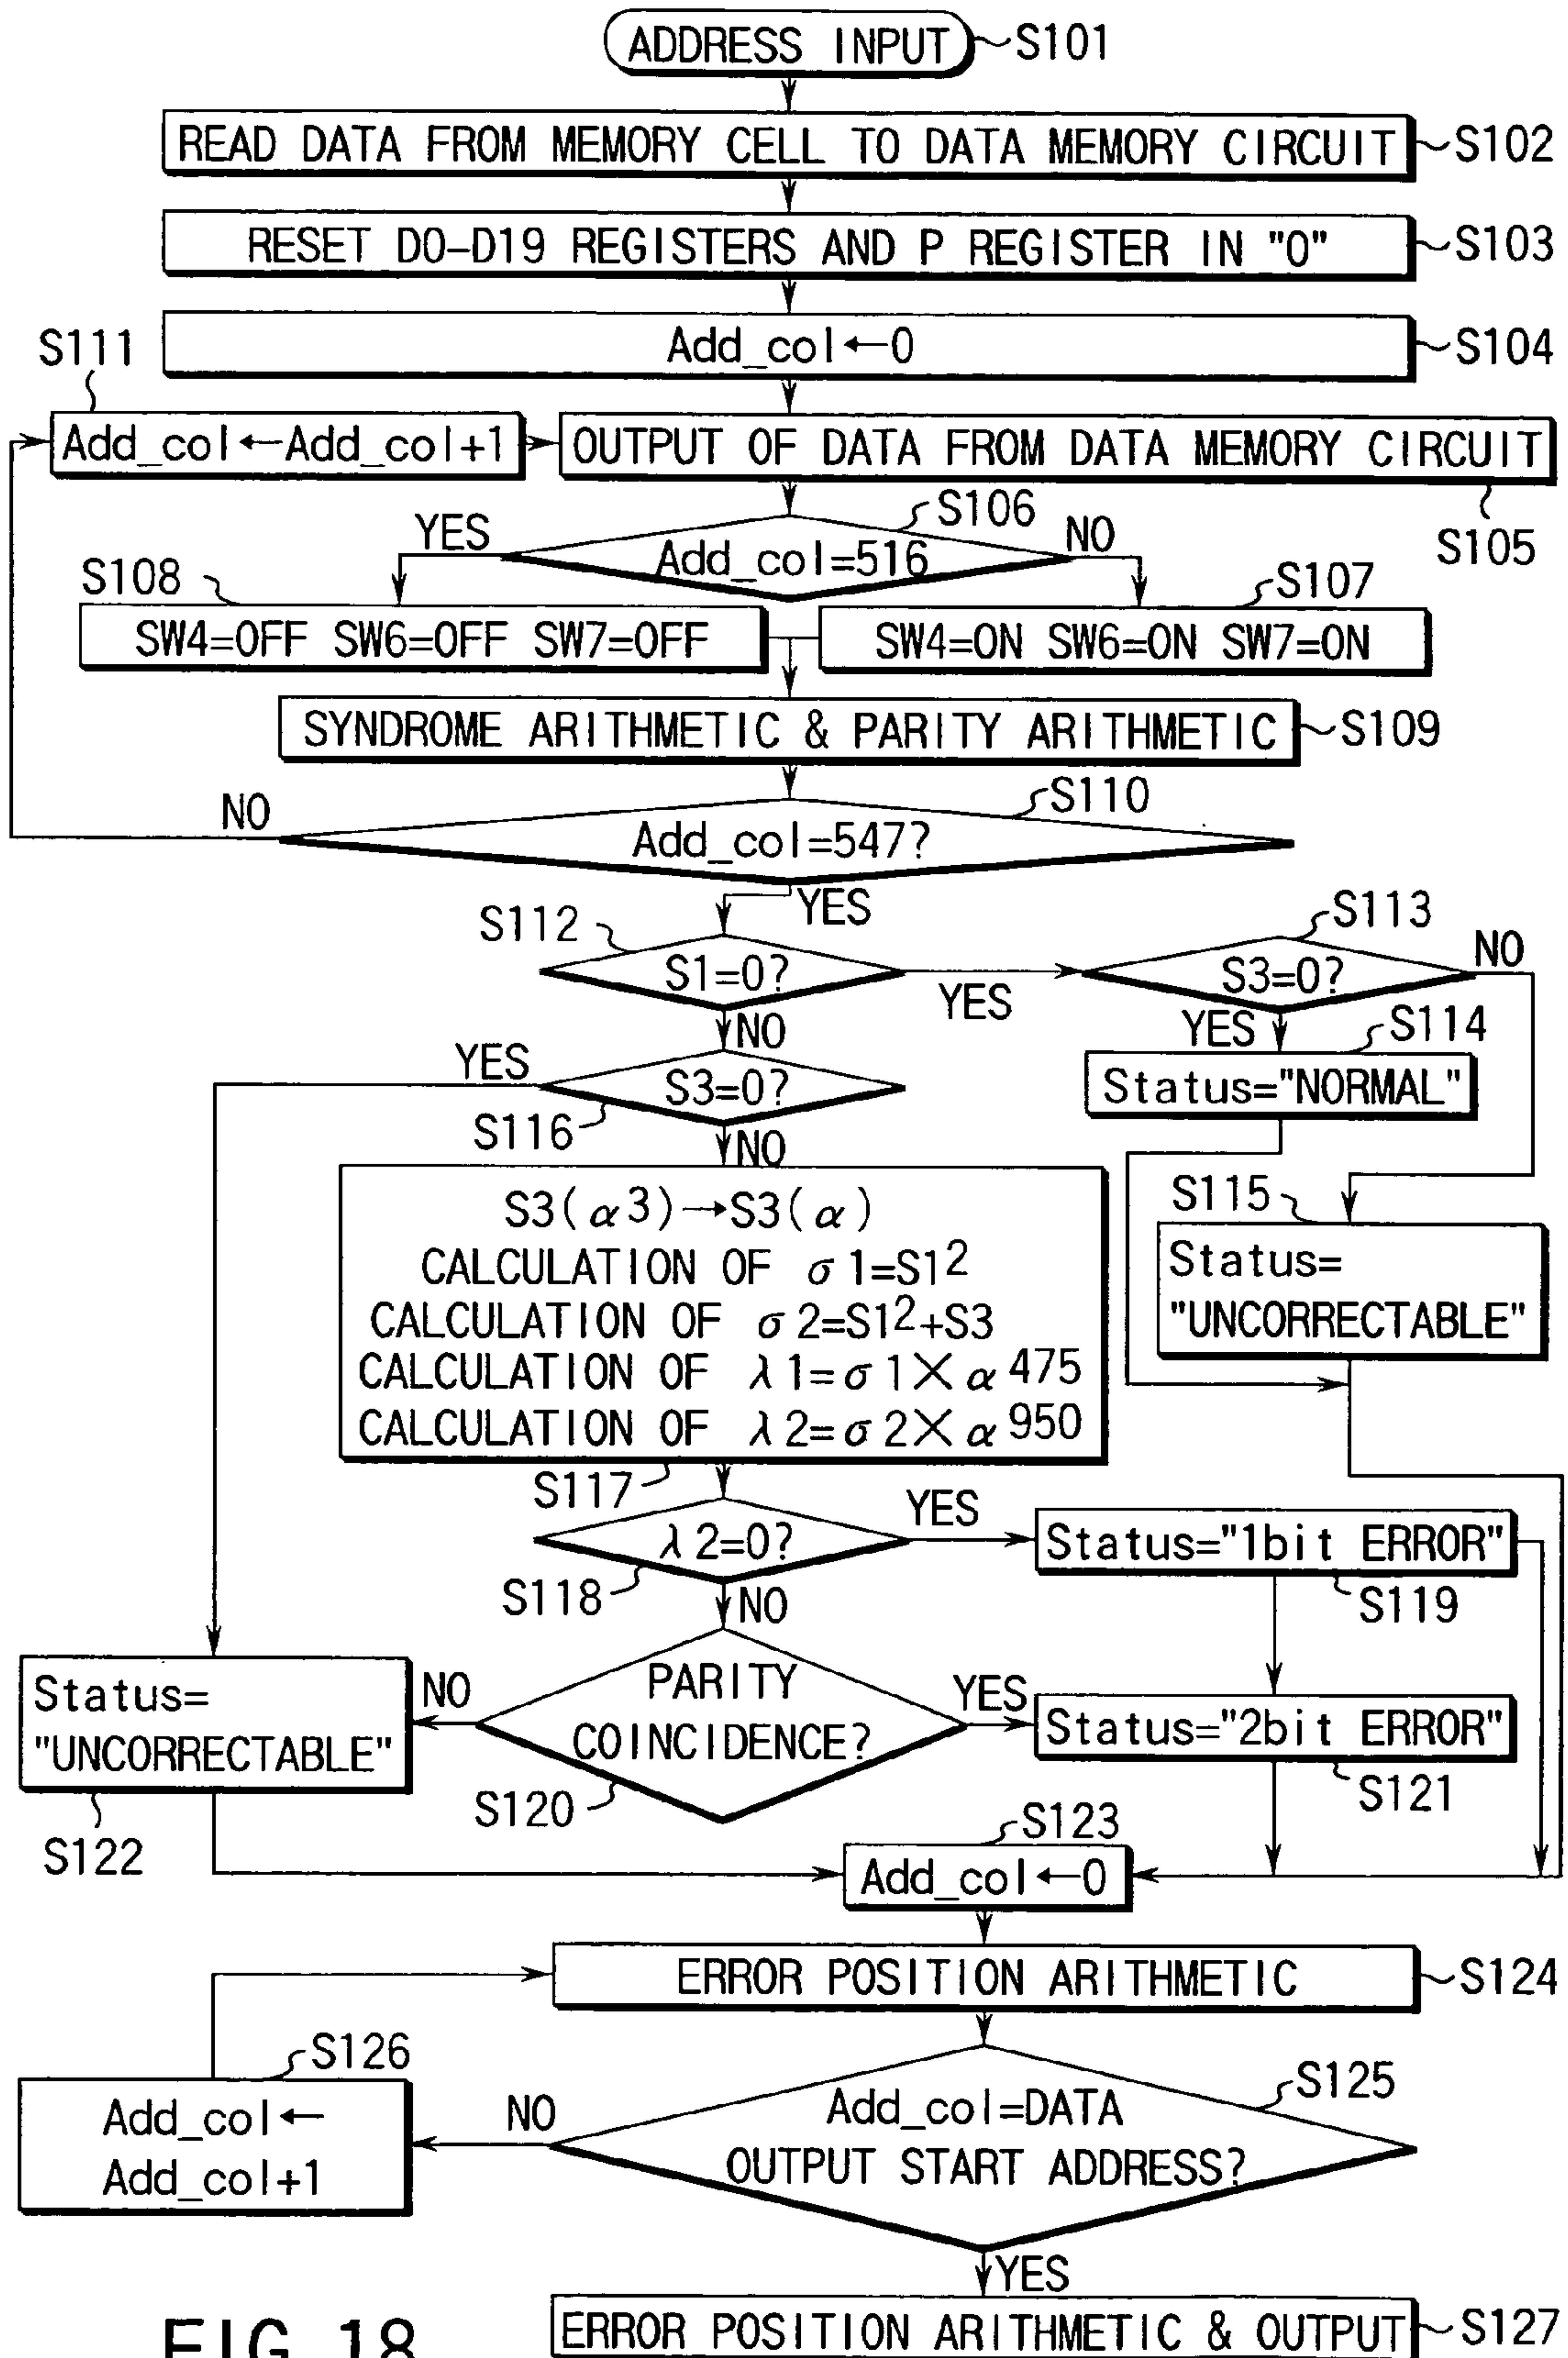 ADDRESS INPUT S101
READ DATA FROM MEMORY CELL TO DATA MEMORY CIRCUIT S102
RESET D0-D19 REGISTERS AND P REGISTER IN "0" S103
Add_col←0 S104
S111
Add_col←Add_col+1
OUTPUT OF DATA FROM DATA MEMORY CIRCUIT
S105
S106
YES
Add_col=516
NO
S108
SW4=OFF SW6=OFF SW7=OFF
S107
SW4=ON SW6=ON SW7=ON
SYNDROME ARITHMETIC & PARITY ARITHMETIC S109
S110
NO
Add_col=547?
YES
S112
S1=0?
YES
NO
S113
S3=0?
NO
YES
S114
Status="NORMAL"
S115
Status=
"UNCORRECTABLE"
YES
S3=0?
S116
NO
S3(α3)→S3(α)
CALCULATION OF σ1=S1²
CALCULATION OF σ2=S1²+S3
CALCULATION OF λ1=σ1×α475
CALCULATION OF λ2=σ2×α950
S117
λ2=0?
YES
S118
NO
Status="1bit ERROR"
S119
PARITY
COINCIDENCE?
NO
YES
S120
Status="2bit ERROR"
S121
Status=
"UNCORRECTABLE"
S122
S123
Add_col←0
ERROR POSITION ARITHMETIC S124
S125
Add_col=DATA
OUTPUT START ADDRESS?
NO
YES
S126
Add_col←
Add_col+1
ERROR POSITION ARITHMETIC & OUTPUT S127
FIG. 18